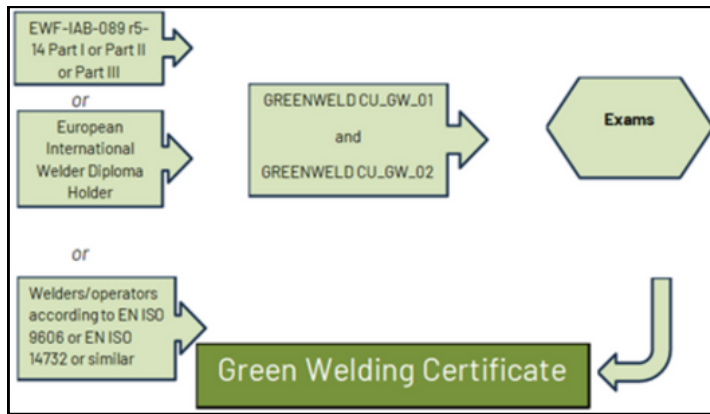 EWF-IAB-089 r5-
14 Part I or Part II
or Part III
or
European
International
Welder Diploma
Holder
or
Welders/operators
according to EN ISO
9606 or EN ISO
14732 or similar
GREENWELD CU_GW_01
and
GREENWELD CU_GW_02
Exams
Green Welding Certificate